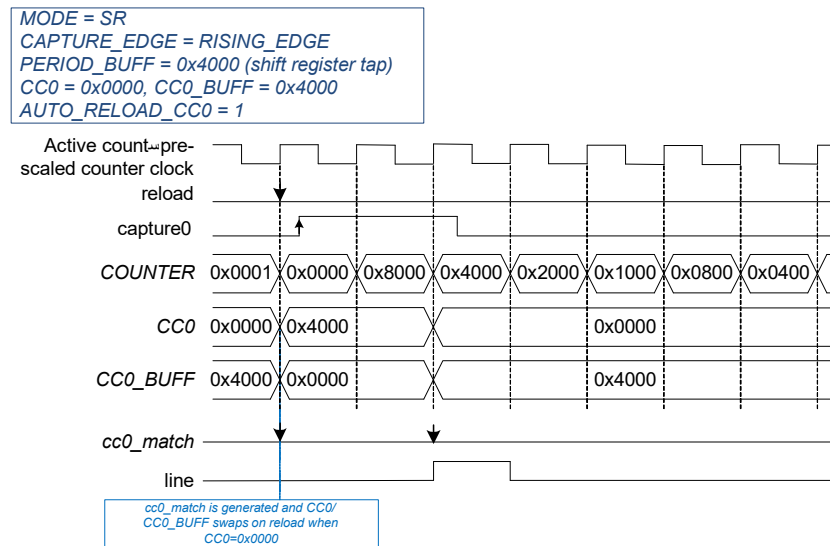 MODE = SR
CAPTURE_EDGE = RISING_EDGE
PERIOD_BUFF = 0x4000 (shift register tap)
CC0 = 0x0000, CC0_BUFF = 0x4000
AUTO_RELOAD_CC0 = 1
Active count pre-
scaled counter clock
reload
capture0
COUNTER 0x0001 0x0000 0x8000 0x4000 0x2000 0x1000 0x0800 0x0400
CC0 0x0000 0x4000 0x0000
CC0_BUFF 0x4000 0x0000 0x4000
cc0_match
line
cc0_match is generated and CC0/
CC0_BUFF swaps on reload when
CC0=0x0000